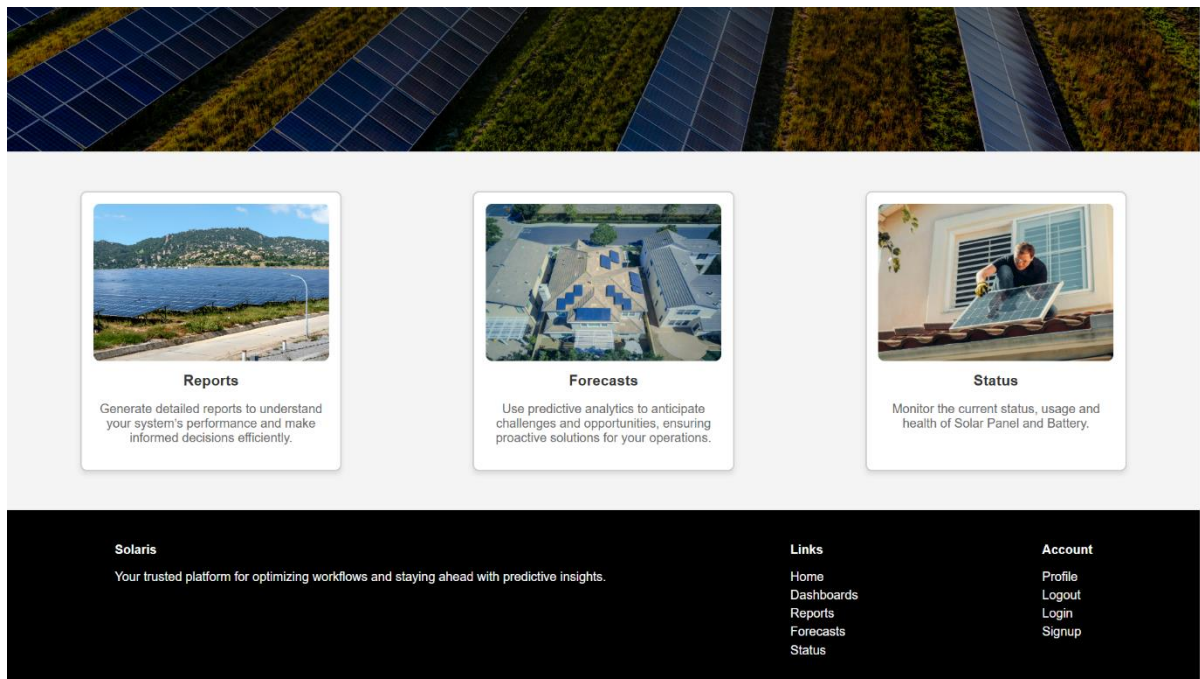 Reports
Generate detailed reports to understand
your system's performance and make
informed decisions efficiently.
Forecasts
Use predictive analytics to anticipate
challenges and opportunities, ensuring
proactive solutions for your operations.
Status
Monitor the current status, usage and
health of Solar Panel and Battery.
Solaris
Your trusted platform for optimizing workflows and staying ahead with predictive insights.
Links
Home
Dashboards
Reports
Forecasts
Status
Account
Profile
Logout
Login
Signup